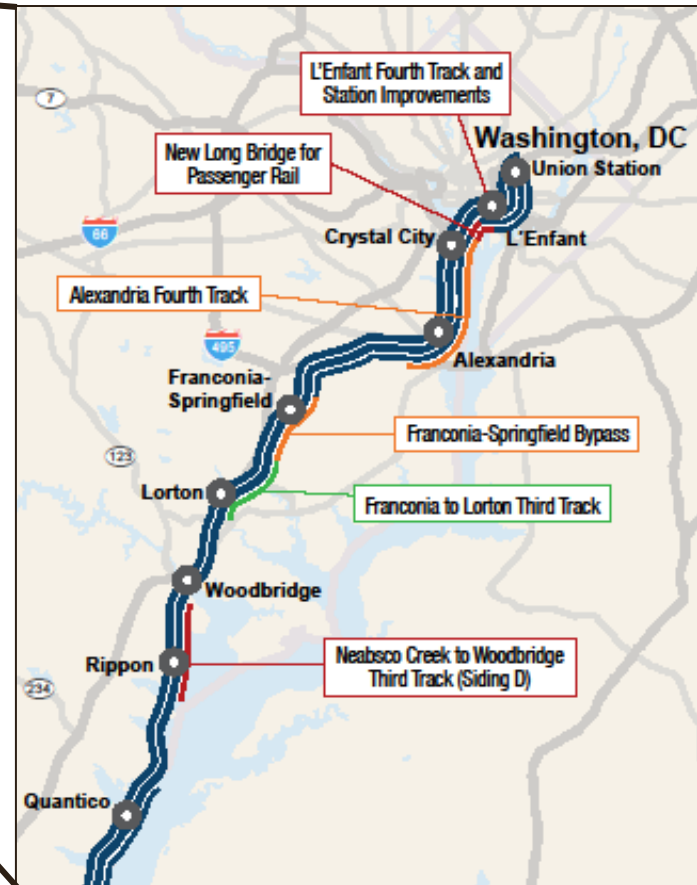 L'Enfant Fourth Track and
Station Improvements
7
Washington, DC
New Long Bridge for
Passenger Rail
Union Station
66
Crystal City
L'Enfant
Alexandria Fourth Track
495
Alexandria
Franconia-
Springfield
Franconia-Springfield Bypass
123
Lorton
Franconia to Lorton Third Track
Woodbridge
Rippon
Neabsco Creek to Woodbridge
Third Track (Siding D)
234
Quantico